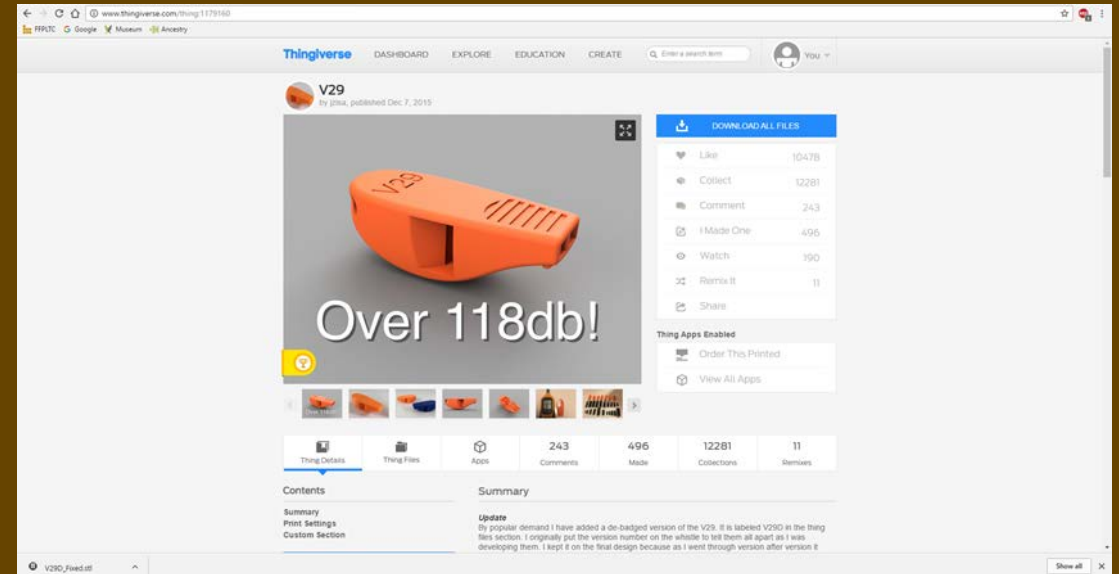 www.thingiverse.com/thing:1179160
FFPLTC Google Museum Ancestry
Thingiverse DASHBOARD EXPLORE EDUCATION CREATE Enter a search term You
V29
by jzisa, published Dec 7, 2015
V29
Over 118db!
Over 118db!
DOWNLOAD ALL FILES
Like 10478
Collect 12281
Comment 243
I Made One 496
Watch 190
Remix It 11
Share
Thing Apps Enabled
Order This Printed
View All Apps
243 496 12281 11
Thing Details Thing Files Apps Comments Made Collections Remixes
Contents
Summary
Print Settings
Custom Section
Summary
Update
By popular demand I have added a de-badged version of the V29. It is labeled V29D in the thing
files section. I originally put the version number on the whistle to tell them all apart as I was
developing them. I kept it on the final design because as I went through version after version it
V29D_Fixed.stl Show all